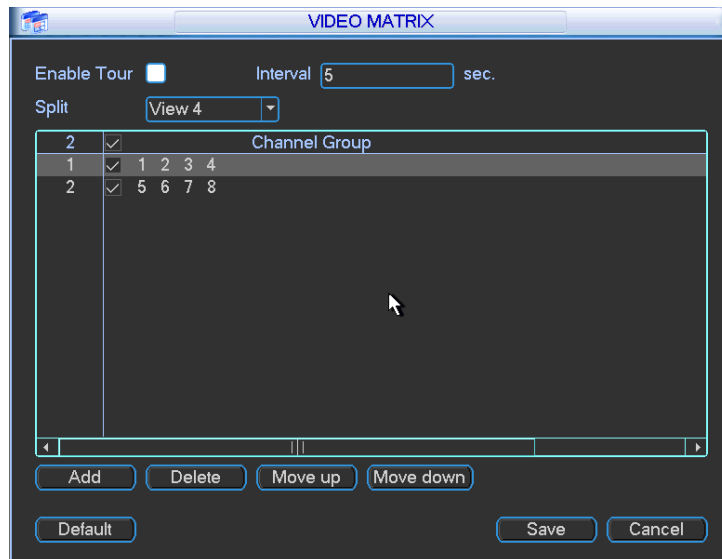 VIDEO MATRIX
Enable Tour Interval 5 sec.
Split View 4
2 Channel Group
1 1 2 3 4
2 5 6 7 8
Add Delete Move up Move down
Default Save Cancel